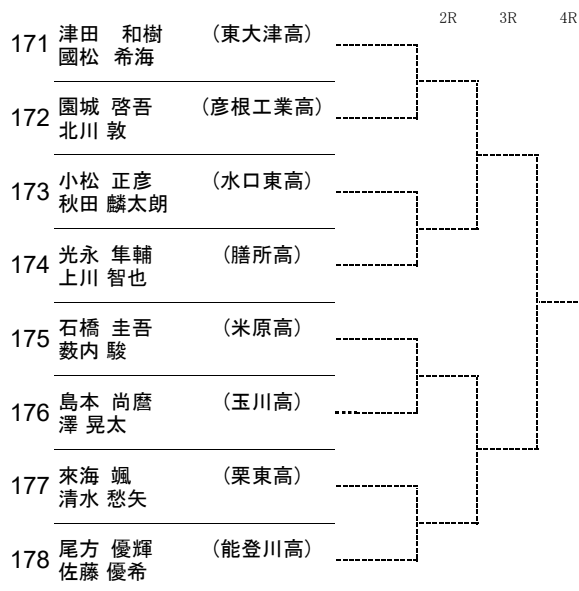 2R 3R 4R
171 津田 和樹 （東大津高）
國松 希海
172 園城 啓吾 （彦根工業高）
北川 敦
173 小松 正彦 （水口東高）
秋田 麟太朗
174 光永 隼輔 （膳所高）
上川 智也
175 石橋 圭吾 （米原高）
薮内 駿
176 島本 尚麿 （玉川高）
澤 晃太
177 來海 颯 （栗東高）
清水 愁矢
178 尾方 優輝 （能登川高）
佐藤 優希